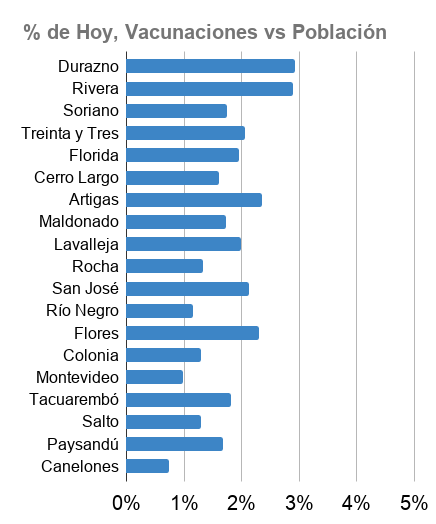 % de Hoy, Vacunaciones vs Población
Durazno
Rivera
Soriano
Treinta y Tres
Florida
Cerro Largo
Artigas
Maldonado
Lavalleja
Rocha
San José
Río Negro
Flores
Colonia
Montevideo
Tacuarembó
Salto
Paysandú
Canelones
0% 1% 2% 3% 4% 5%